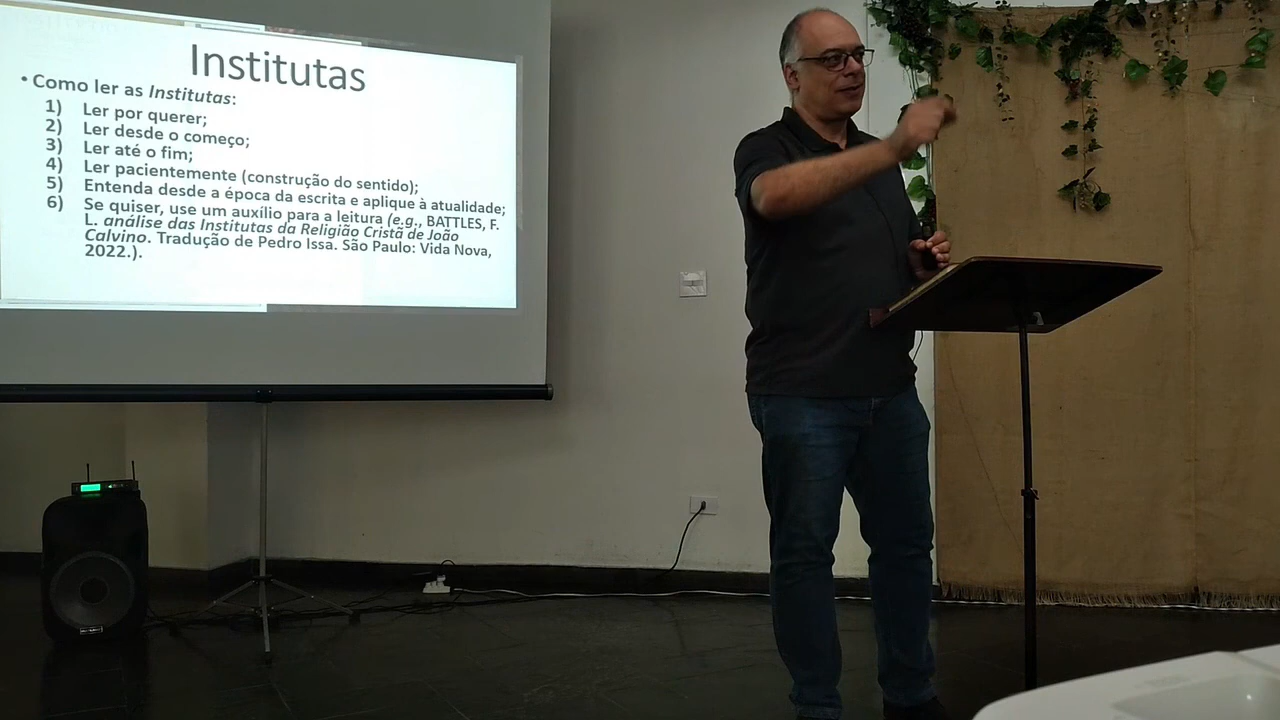 Institutas
• Como ler as Institutas:
1) Ler por querer;
2) Ler desde o começo;
3) Ler até o fim;
4) Ler pacientemente (construção do sentido);
5) Entenda desde a época da escrita e aplique à atualidade;
6) Se quiser, use um auxílio para a leitura (e.g., BATTLES, F.
L. análise das Institutas da Religião Cristã de João
Calvino. Tradução de Pedro Issa. São Paulo: Vida Nova,
2022.).